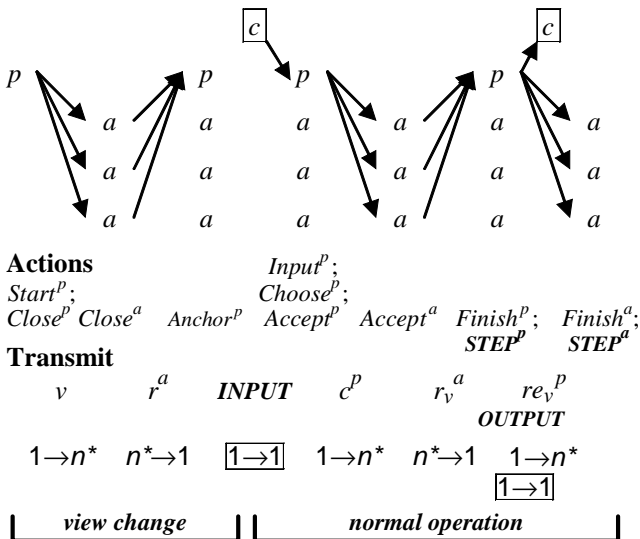 c c
p p p p
a a a a a
a a a a a
a a a a a
Actions Input^p;
Start^p; Choose^p;
Close^p Close^a Anchor^p Accept^p Accept^a Finish^p; Finish^a;
STEP^p STEP^a
Transmit
v r^a INPUT c^p r_v^a re_v^p
OUTPUT
1→n* n*→1 1→1 1→n* n*→1 1→n*
1→1
view change normal operation